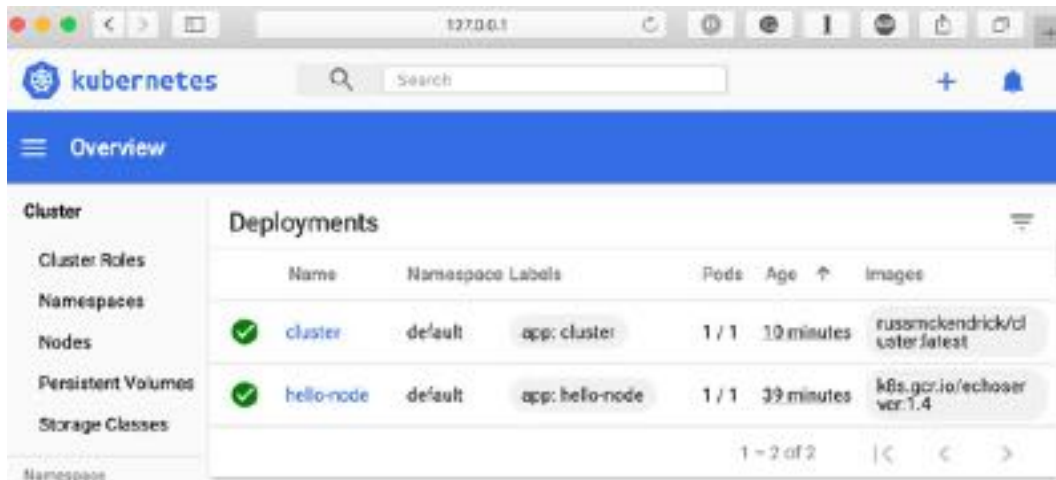 127.0.0.1
kubernetes
Search
Overview
Cluster
Cluster Roles
Namespaces
Nodes
Persistent Volumes
Storage Classes
Namespace
Deployments
Name Namespace Labels Pods Age Images
cluster default app: cluster 1 / 1 10 minutes russmckendrick/cl
uster:latest
hello-node default app: hello-node 1 / 1 39 minutes k8s.gcr.io/echoser
ver:1.4
1 – 2 of 2